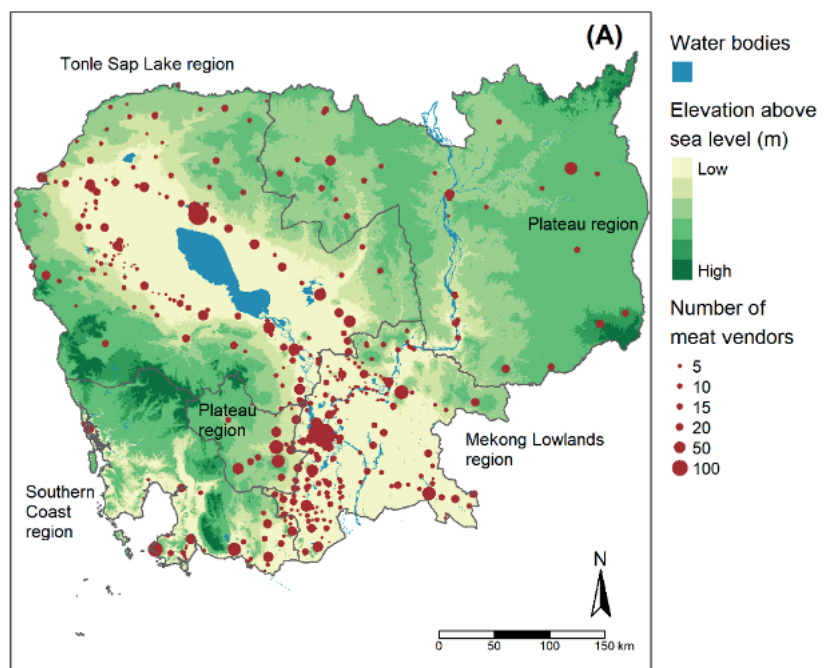 (A)
Tonle Sap Lake region
Plateau region
Plateau
region
Mekong Lowlands
region
Southern
Coast
region
N
0 50 100 150 km
Water bodies
Elevation above
sea level (m)
Low
High
Number of
meat vendors
5
10
15
20
50
100